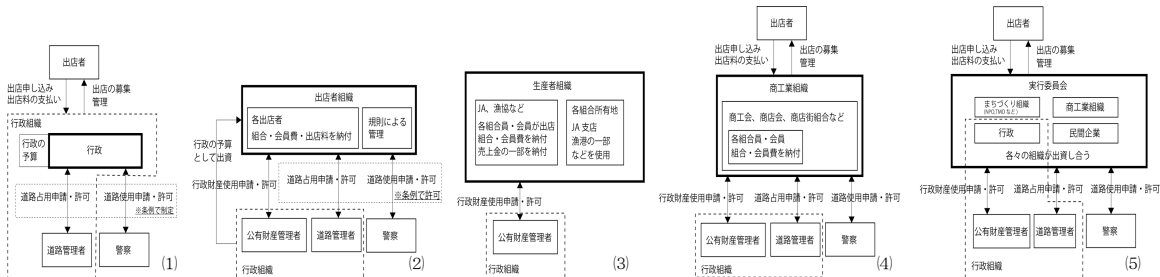 出店者
出店申し込み
出店料の支払い
出店の募集
管理
行政組織
行政の
予算
行政
道路占用申請・許可
道路使用申請・許可
※条例で制定
道路管理者
警察
(1)
出店者組織
各出店者
組合・会員費・出店料を納付
規則による
管理
行政の予算
として出資
行政財産使用申請・許可
道路占用申請・許可
道路使用申請・許可
※条例で許可
公有財産管理者
道路管理者
警察
行政組織
(2)
生産者組織
JA、漁協など
各組合員・会員が出店
組合・会員費を納付
売上金の一部を納付
各組合所有地
JA 支店
漁港の一部
などを使用
行政財産使用申請・許可
公有財産管理者
行政組織
(3)
出店者
出店申し込み
出店料の支払い
出店の募集
管理
商工業組織
商工会、商店会、商店街組合など
各組合員・会員
組合・会員費を納付
行政財産使用申請・許可
道路占用申請・許可
道路使用申請・許可
公有財産管理者
道路管理者
警察
行政組織
(4)
出店者
出店申し込み
出店料の支払い
出店の募集
管理
実行委員会
まちづくり組織
(NPO,TMO など)
商工業組織
行政
民間企業
各々の組織が出資し合う
行政財産使用申請・許可
道路占用申請・許可
道路使用申請・許可
公有財産管理者
道路管理者
警察
行政組織
(5)